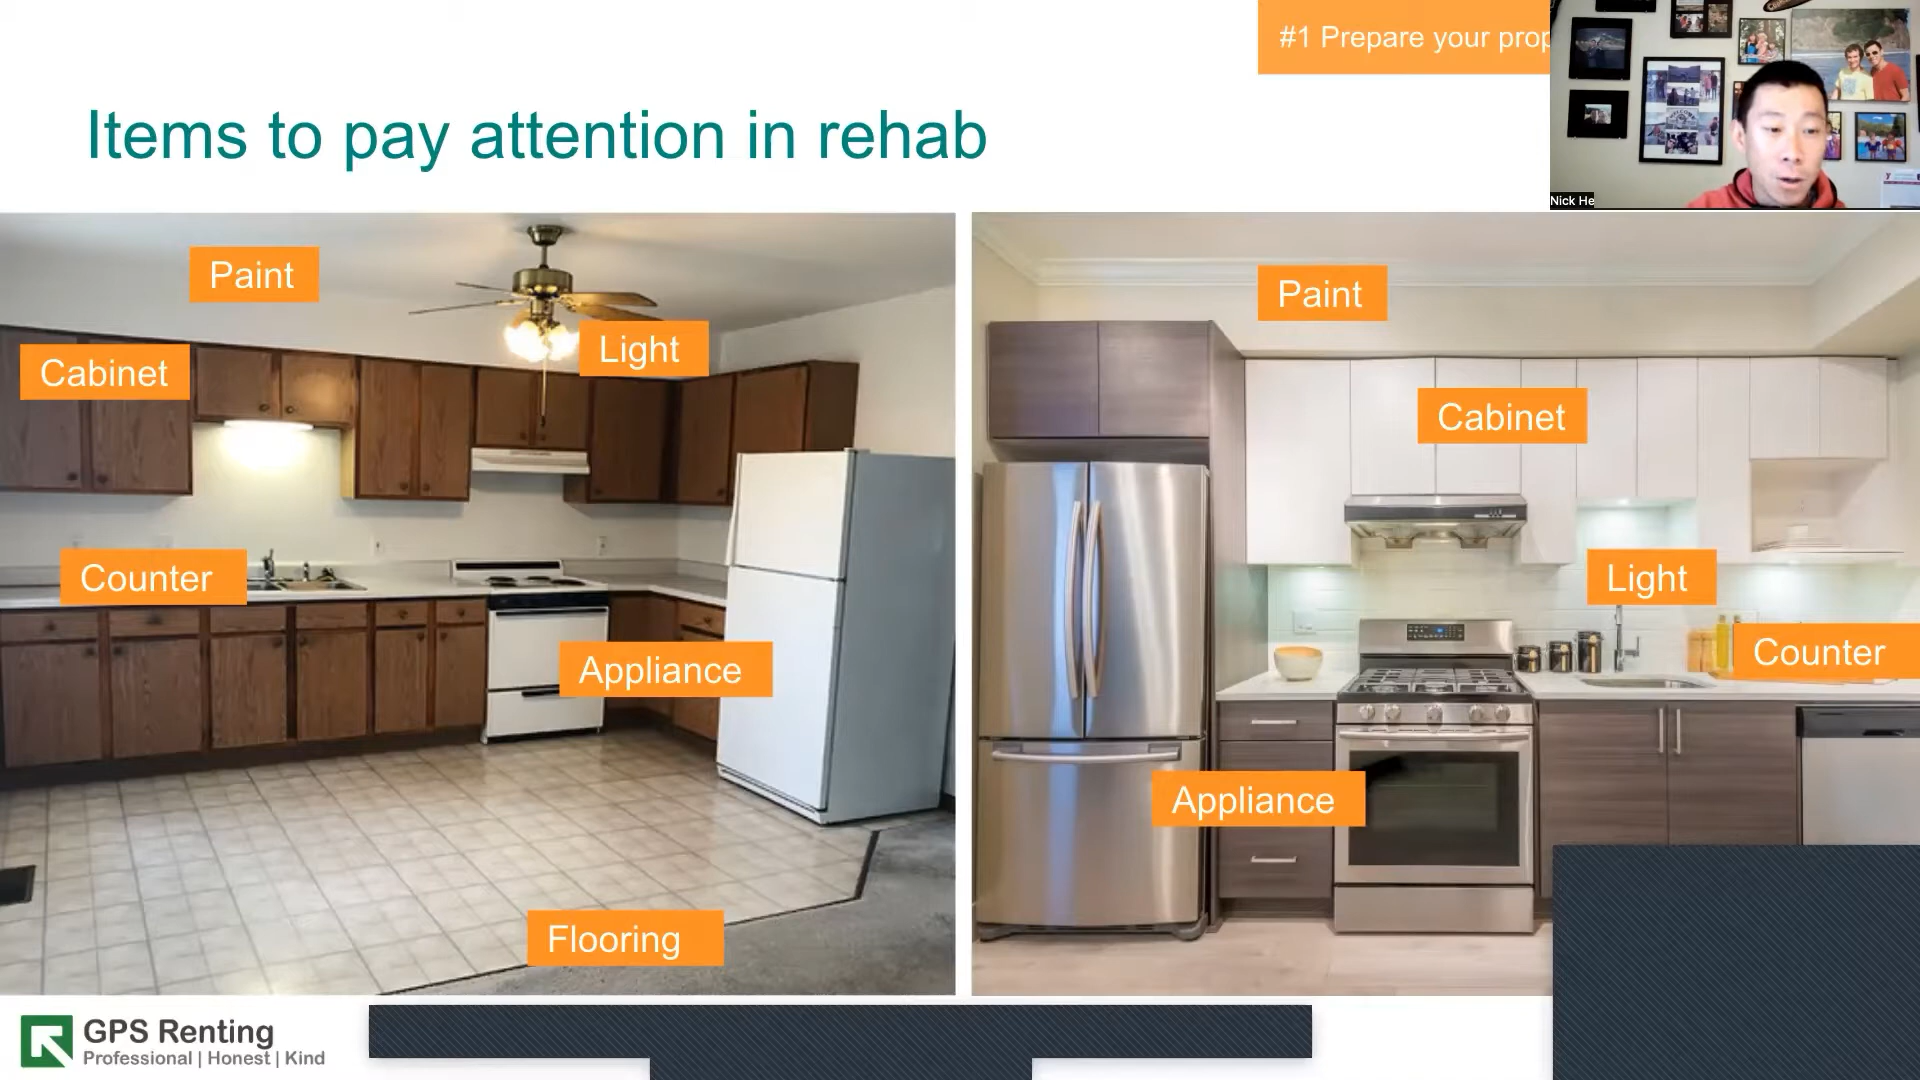 #1 Prepare your prop
Items to pay attention in rehab
Nick He
Paint
Light
Cabinet
Counter
Appliance
Flooring
Paint
Cabinet
Light
Counter
Appliance
GPS Renting
Professional | Honest | Kind